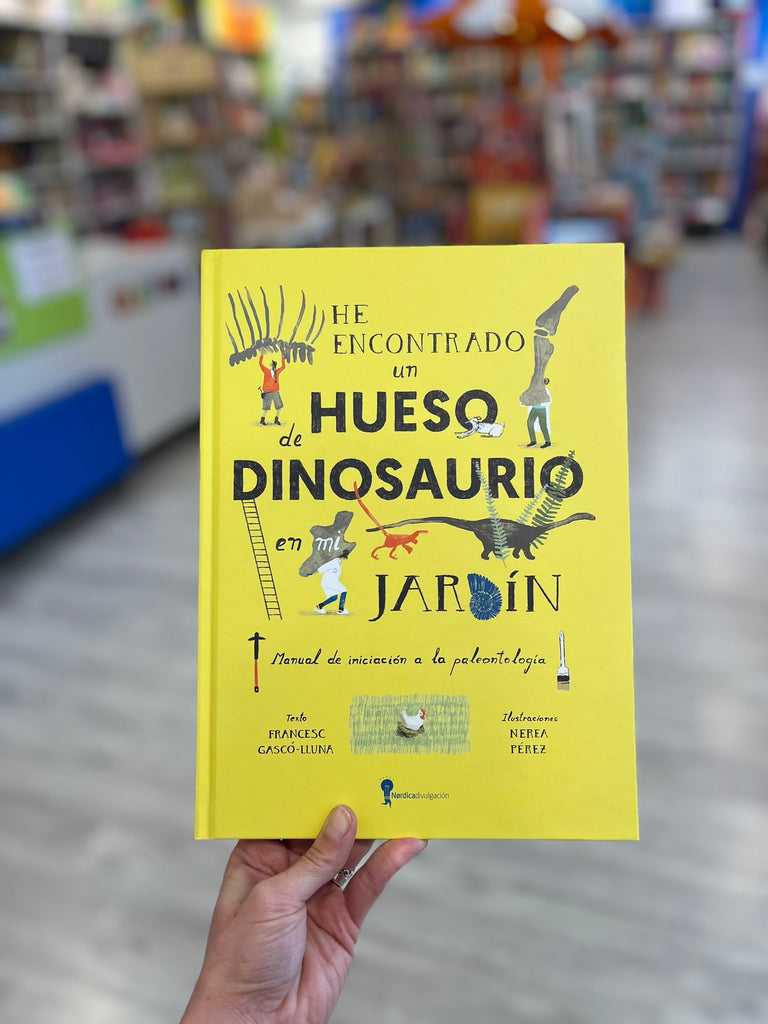 HE
ENCONTRADO
un
HUESO
de
DINOSAURIO
en mi
JARDÍN
Manual de iniciación a la paleontología
Texto
FRANCESC
GASCÓ-LLUNA
Ilustraciones
NEREA
PÉREZ
Nørdicadivulgación